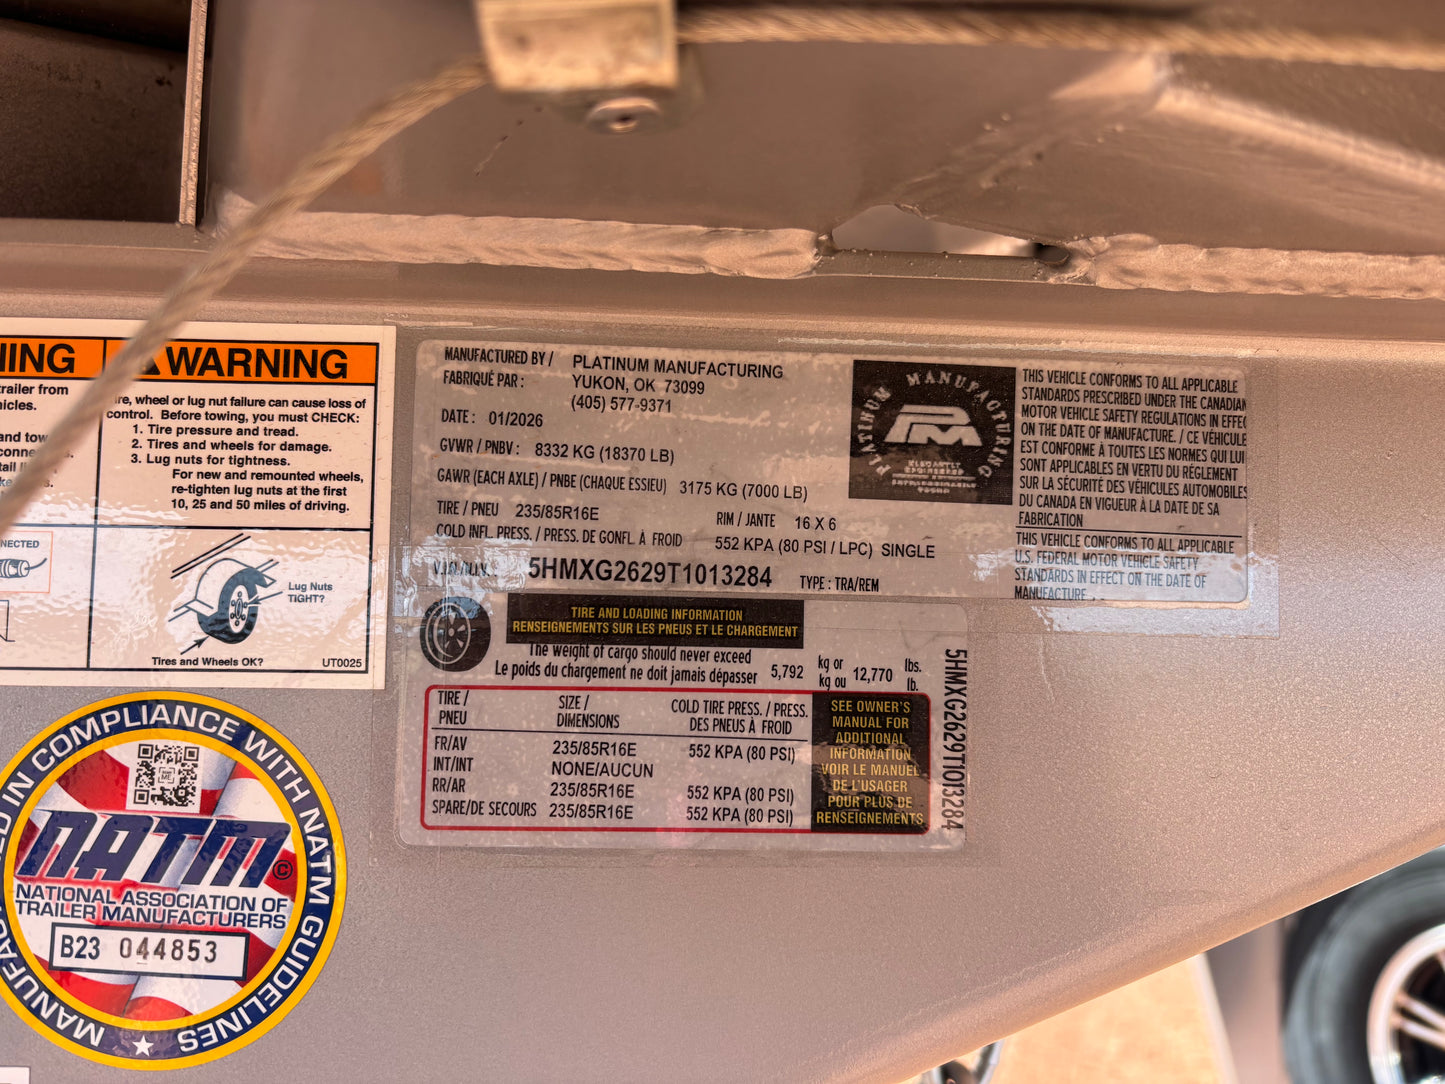 NING
WARNING
trailer from
hicles.
ire, wheel or lug nut failure can cause loss of
control. Before towing, you must CHECK:
1. Tire pressure and tread.
2. Tires and wheels for damage.
3. Lug nuts for tightness.
For new and remounted wheels,
re-tighten lug nuts at the first
10, 25 and 50 miles of driving.
and tow
NNECTED
Lug Nuts
TIGHT?
Tires and Wheels OK?
UT0025
MANUFACTURED BY / PLATINUM MANUFACTURING
FABRIQUÉ PAR : YUKON, OK 73099
(405) 577-9371
DATE : 01/2026
GVWR / PNBV : 8332 KG (18370 LB)
GAWR (EACH AXLE) / PNBE (CHAQUE ESSIEU) 3175 KG (7000 LB)
TIRE / PNEU 235/85R16E RIM / JANTE 16 X 6
COLD INFL. PRESS. / PRESS. DE GONFL. À FROID 552 KPA (80 PSI / LPC) SINGLE
V.I.N./N.I.V. : 5HMXG2629T1013284 TYPE : TRA/REM
PLATINUM MANUFACTURING
PM
THIS VEHICLE CONFORMS TO ALL APPLICABLE
STANDARDS PRESCRIBED UNDER THE CANADIAN
MOTOR VEHICLE SAFETY REGULATIONS IN EFFEC
ON THE DATE OF MANUFACTURE. / CE VÉHICULE
EST CONFORME À TOUTES LES NORMES QUI LUI
SONT APPLICABLES EN VERTU DU RÉGLEMENT
SUR LA SÉCURITÉ DES VÉHICULES AUTOMOBILES
DU CANADA EN VIGUEUR À LA DATE DE SA
FABRICATION
THIS VEHICLE CONFORMS TO ALL APPLICABLE
U.S. FEDERAL MOTOR VEHICLE SAFETY
STANDARDS IN EFFECT ON THE DATE OF
MANUFACTURE
TIRE AND LOADING INFORMATION
RENSEIGNEMENTS SUR LES PNEUS ET LE CHARGEMENT
The weight of cargo should never exceed
Le poids du chargement ne doit jamais dépasser 5,792 kg or kg ou 12,770 lbs. lb.
TIRE / PNEU SIZE / DIMENSIONS COLD TIRE PRESS. / PRESS. DES PNEUS À FROID
FR/AV 235/85R16E 552 KPA (80 PSI)
INT/INT NONE/AUCUN
RR/AR 235/85R16E 552 KPA (80 PSI)
SPARE/DE SECOURS 235/85R16E 552 KPA (80 PSI)
SEE OWNER'S
MANUAL FOR
ADDITIONAL
INFORMATION
VOIR LE MANUEL
DE L'USAGER
POUR PLUS DE
RENSEIGNEMENTS
5HMXG2629T1013284
MANUFAC ED IN COMPLIANCE WITH NATM GUIDELINES
NATM ©
NATIONAL ASSOCIATION OF
TRAILER MANUFACTURERS
B23 044853